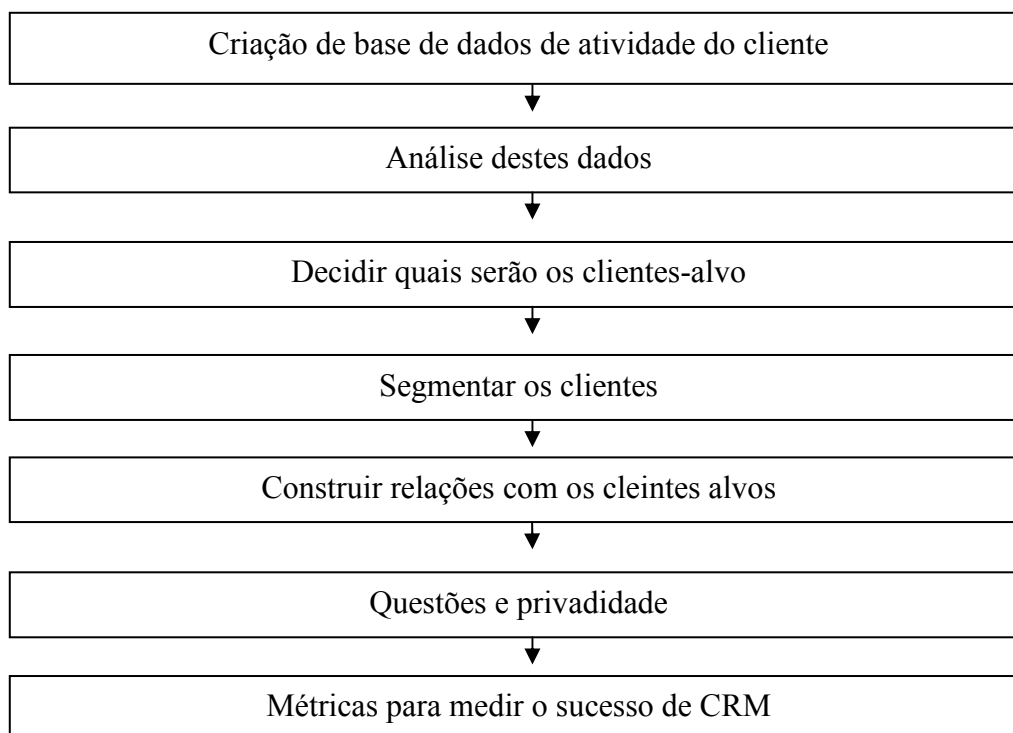 Criação de base de dados de atividade do cliente
Análise destes dados
Decidir quais serão os clientes-alvo
Segmentar os clientes
Construir relações com os cleintes alvos
Questões e privadidade
Métricas para medir o sucesso de CRM